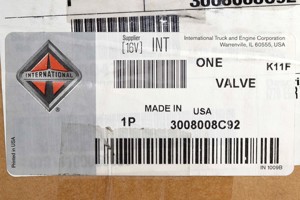 3008008C92
Supplier
[16V] INT
International Truck and Engine Corporation
Warrenville, IL 60555, USA
INTERNATIONAL
ONE K11F
VALVE
MADE IN USA
1P 3008008C92
Printed in USA
IN 1009B